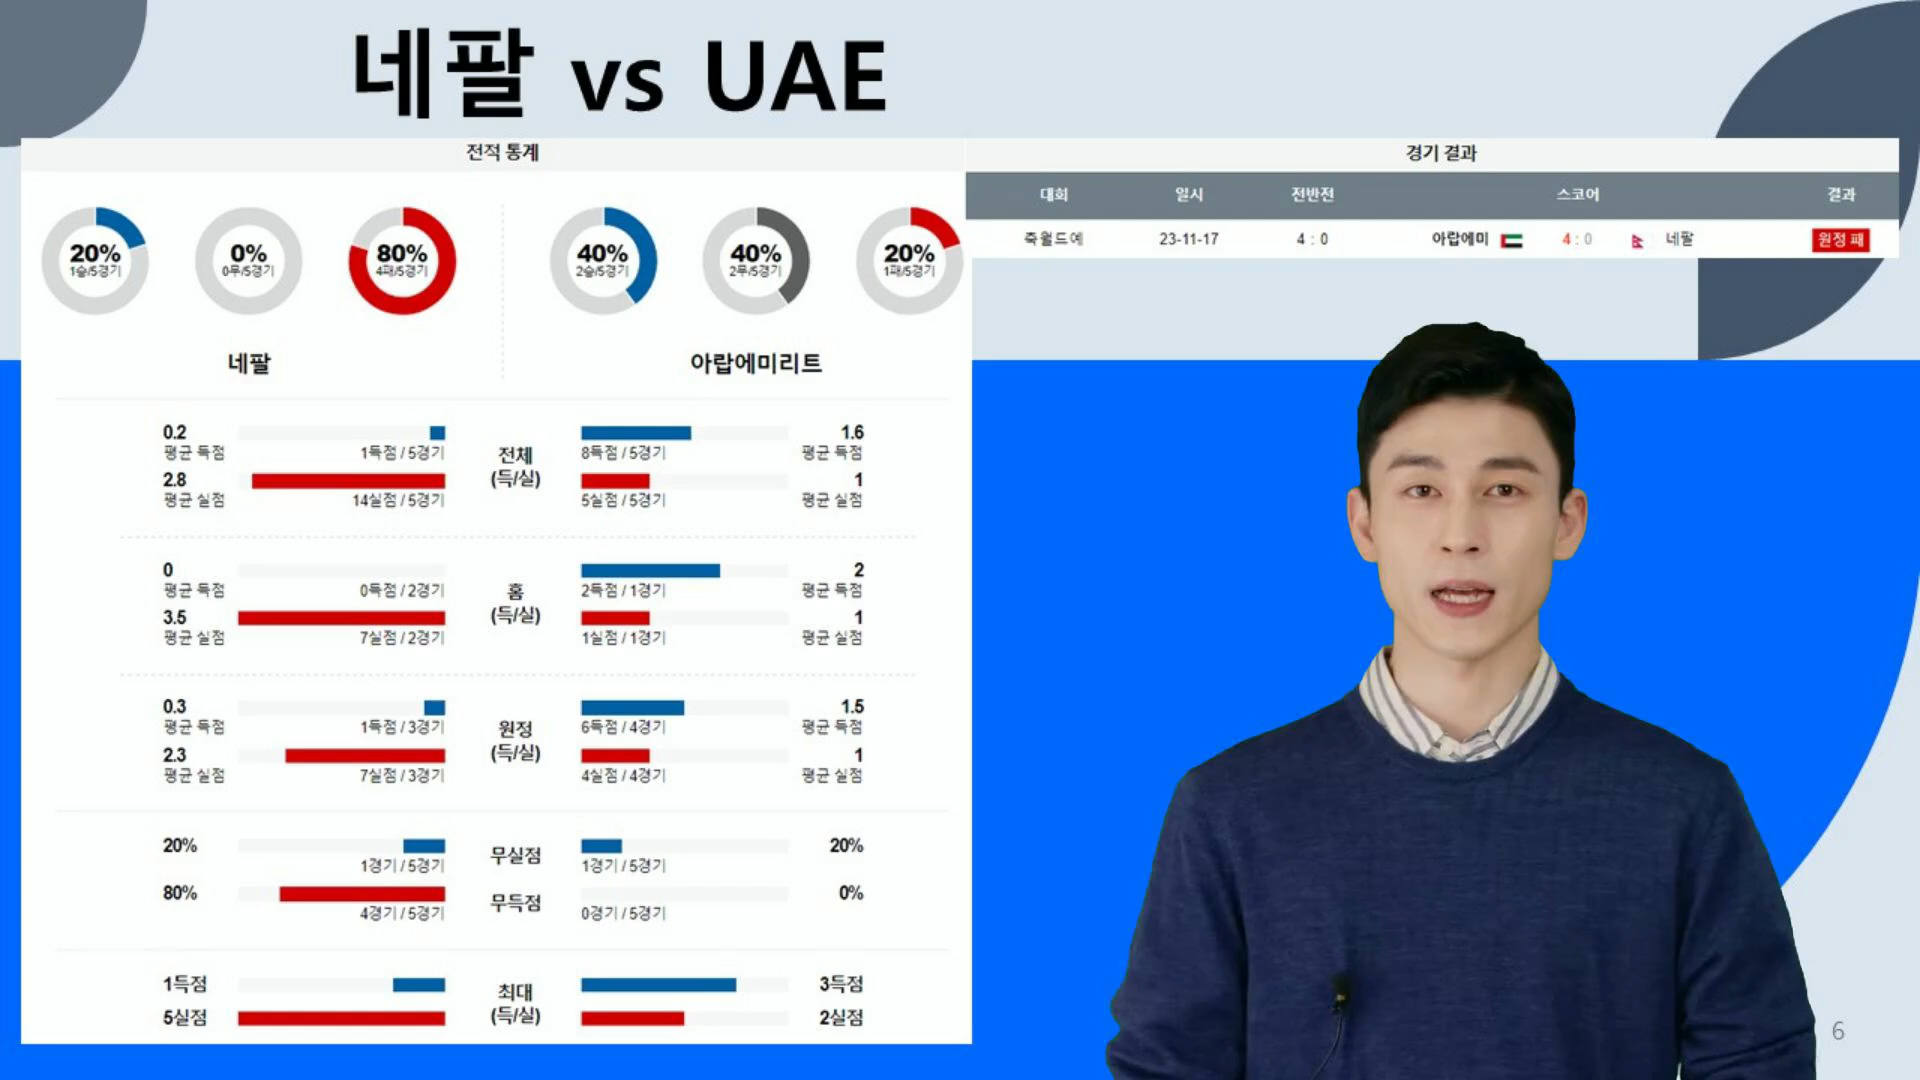 네팔 vs UAE
전적 통계
20%
1승/5경기
0%
0무/5경기
80%
4패/5경기
40%
2승/5경기
40%
2무/5경기
20%
1패/5경기
네팔
아랍에미리트
0.2
평균 득점
1득점 / 5경기
2.8
평균 실점
14실점 / 5경기
전체
(득/실)
8득점 / 5경기
1.6
평균 득점
5실점 / 5경기
1
평균 실점
0
평균 득점
0득점 / 2경기
3.5
평균 실점
7실점 / 2경기
홈
(득/실)
2득점 / 1경기
2
평균 득점
1실점 / 1경기
1
평균 실점
0.3
평균 득점
1득점 / 3경기
2.3
평균 실점
7실점 / 3경기
원정
(득/실)
6득점 / 4경기
1.5
평균 득점
4실점 / 4경기
1
평균 실점
20%
1경기 / 5경기
무실점
1경기 / 5경기
20%
80%
4경기 / 5경기
무득점
0경기 / 5경기
0%
1득점
5실점
최대
(득/실)
3득점
2실점
경기 결과
대회 일시 전반전 스코어 결과
축월드예 23-11-17 4 : 0 아랍에미 4 : 0 네팔 원정 패
6